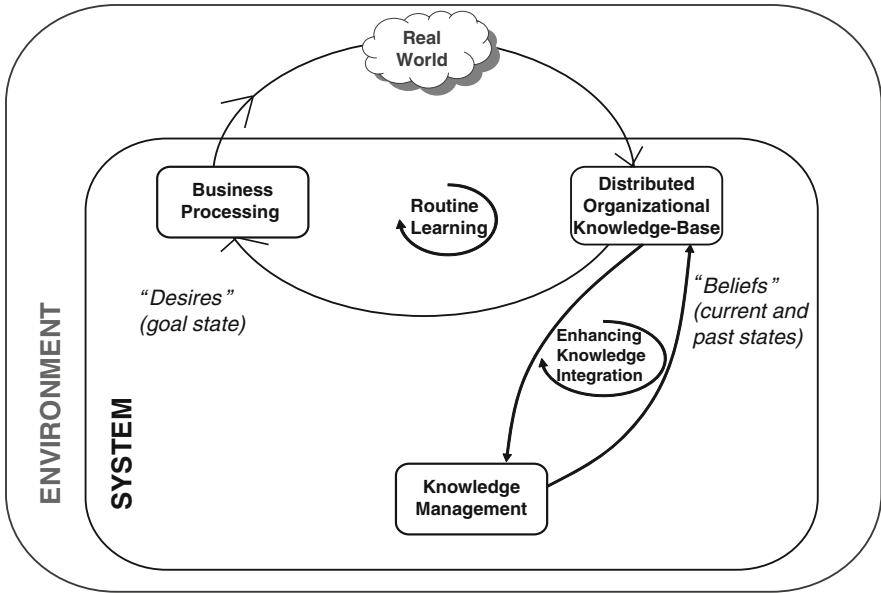 Real
World
Business
Processing
Routine
Learning
Distributed
Organizational
Knowledge-Base
“Desires”
(goal state)
“Beliefs”
(current and
past states)
Enhancing
Knowledge
Integration
Knowledge
Management
ENVIRONMENT
SYSTEM